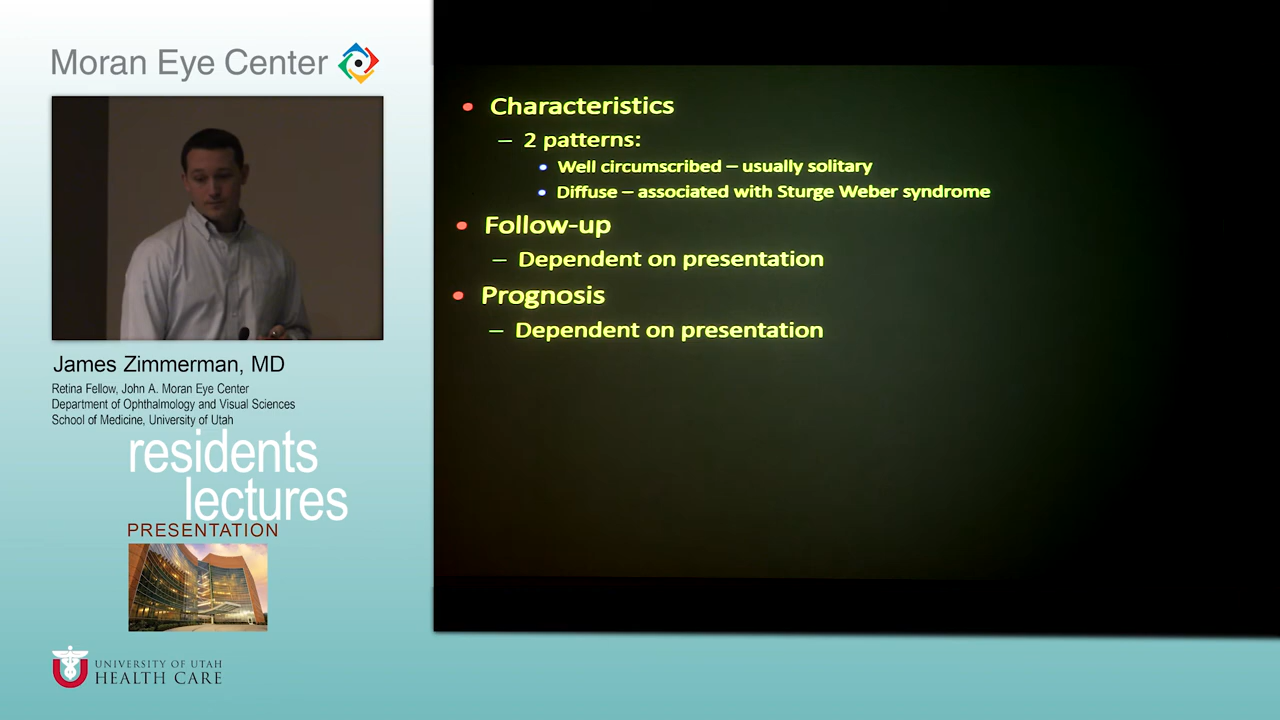 Moran Eye Center
James Zimmerman, MD
Retina Fellow, John A. Moran Eye Center
Department of Ophthalmology and Visual Sciences
School of Medicine, University of Utah
residents
lectures
PRESENTATION
UNIVERSITY OF UTAH
HEALTH CARE
• Characteristics
– 2 patterns:
• Well circumscribed – usually solitary
• Diffuse – associated with Sturge Weber syndrome
• Follow-up
– Dependent on presentation
• Prognosis
– Dependent on presentation